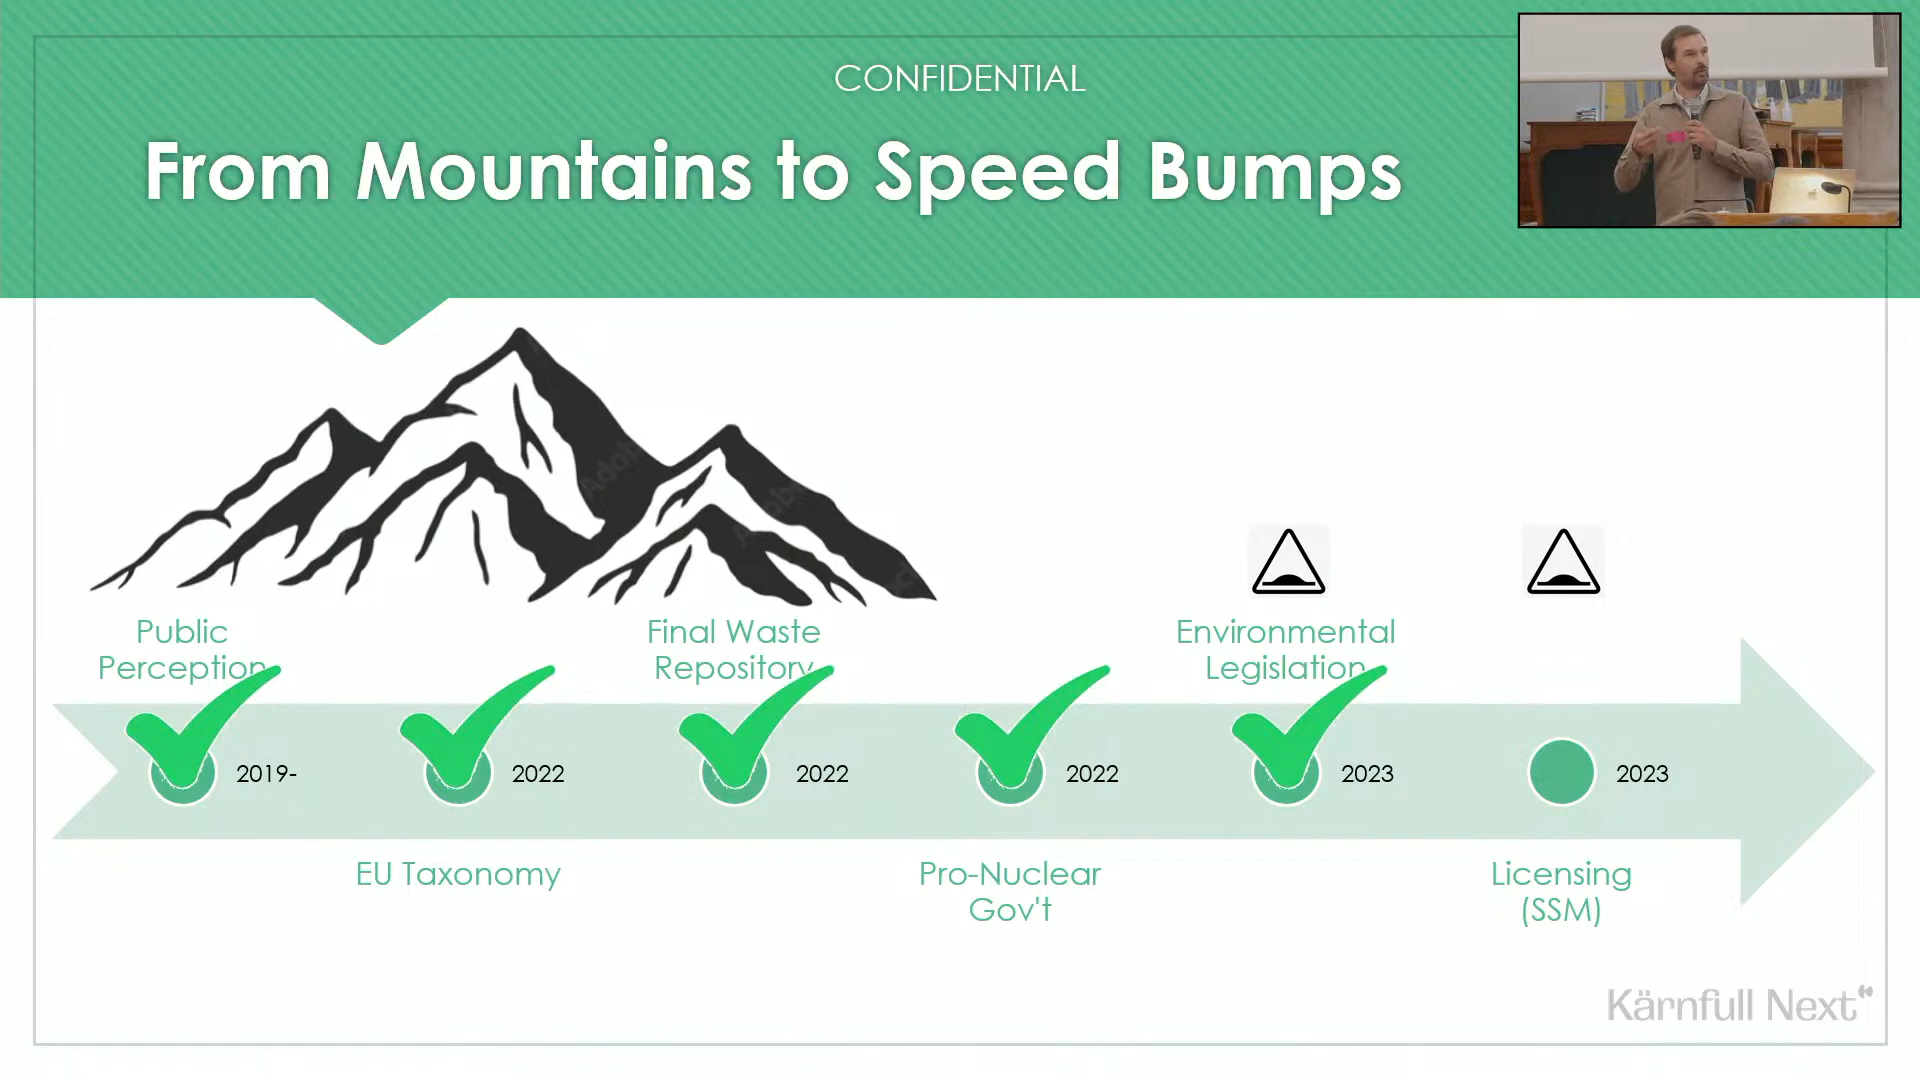 CONFIDENTIAL
From Mountains to Speed Bumps
Public
Perception
Final Waste
Repository
Environmental
Legislation
2019-
2022
2022
2022
2023
2023
EU Taxonomy
Pro-Nuclear
Gov't
Licensing
(SSM)
Kärnfull Next